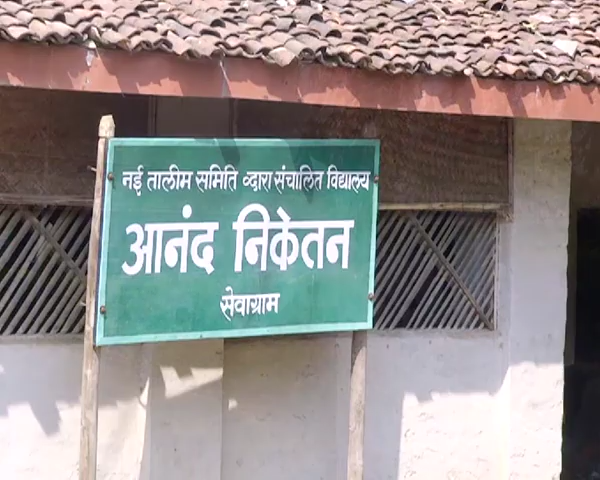 नई तालीम समिति व्दारा संचालित विद्यालय
आनंद निकेतन
सेवाग्राम